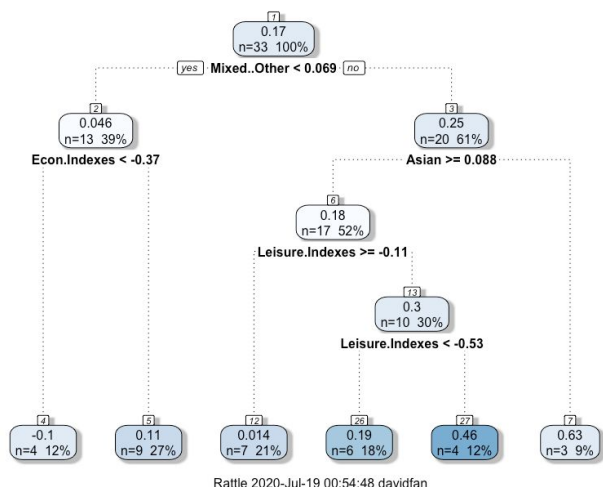 1
0.17
n=33 100%
yes Mixed..Other < 0.069 no
2
0.046
n=13 39%
Econ.Indexes < -0.37
3
0.25
n=20 61%
Asian >= 0.088
6
0.18
n=17 52%
Leisure.Indexes >= -0.11
13
0.3
n=10 30%
Leisure.Indexes < -0.53
4
-0.1
n=4 12%
5
0.11
n=9 27%
12
0.014
n=7 21%
26
0.19
n=6 18%
27
0.46
n=4 12%
7
0.63
n=3 9%
Rattle 2020-Jul-19 00:54:48 davidfan